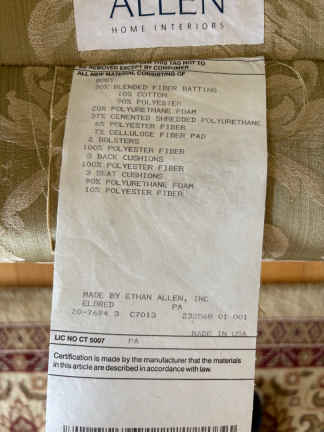 ALLEN
HOME INTERIORS
THIS TAG NOT TO
BE REMOVED EXCEPT BY CONSUMER
ALL NEW MATERIAL CONSISTING OF
BODY
30% BLENDED FIBER BATTING
10% COTTON
90% POLYESTER
20% POLYURETHANE FOAM
37% CEMENTED SHREDDED POLYURETHANE
6% POLYESTER FIBER
7% CELLULOSE FIBER PAD
2 BOLSTERS
100% POLYESTER FIBER
3 BACK CUSHIONS
100% POLYESTER FIBER
3 SEAT CUSHIONS
90% POLYURETHANE FOAM
10% POLYESTER FIBER
MADE BY ETHAN ALLEN, INC
ELDRED PA
20-7684 3 C7013 01 001
MADE IN USA
LIC NO CT 5007 PA
Certification is made by the manufacturer that the materials
in this article are described in accordance with law.